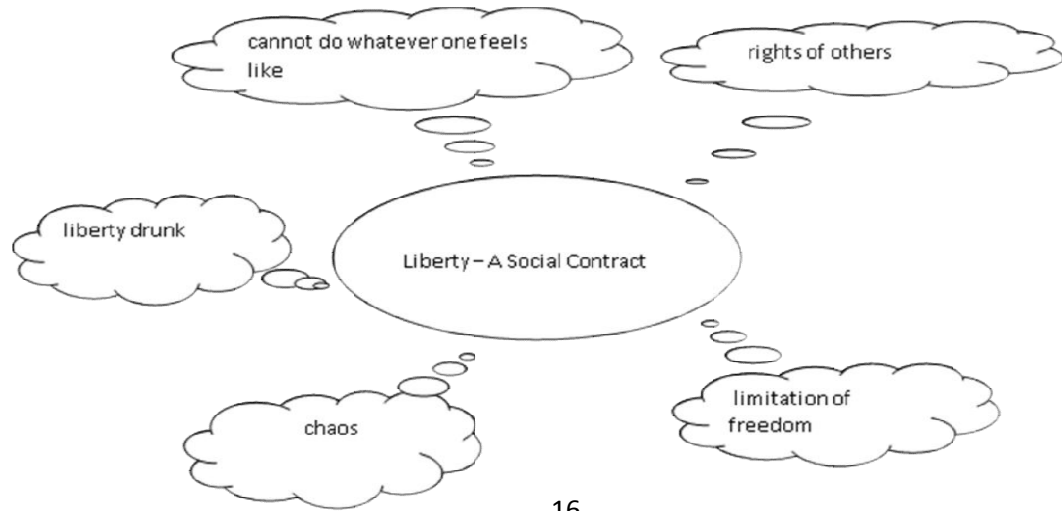 cannot do whatever one feels
like
rights of others
liberty drunk
Liberty – A Social Contract
chaos
limitation of
freedom
16